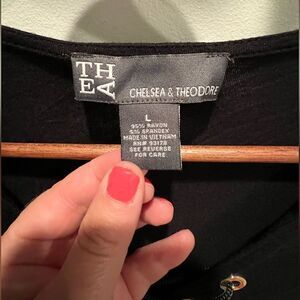 TH
EA
CHELSEA & THEODORE
L
95% RAYON
5% SPANDEX
MADE IN VIETNAM
RN# 93178
SEE REVERSE
FOR CARE